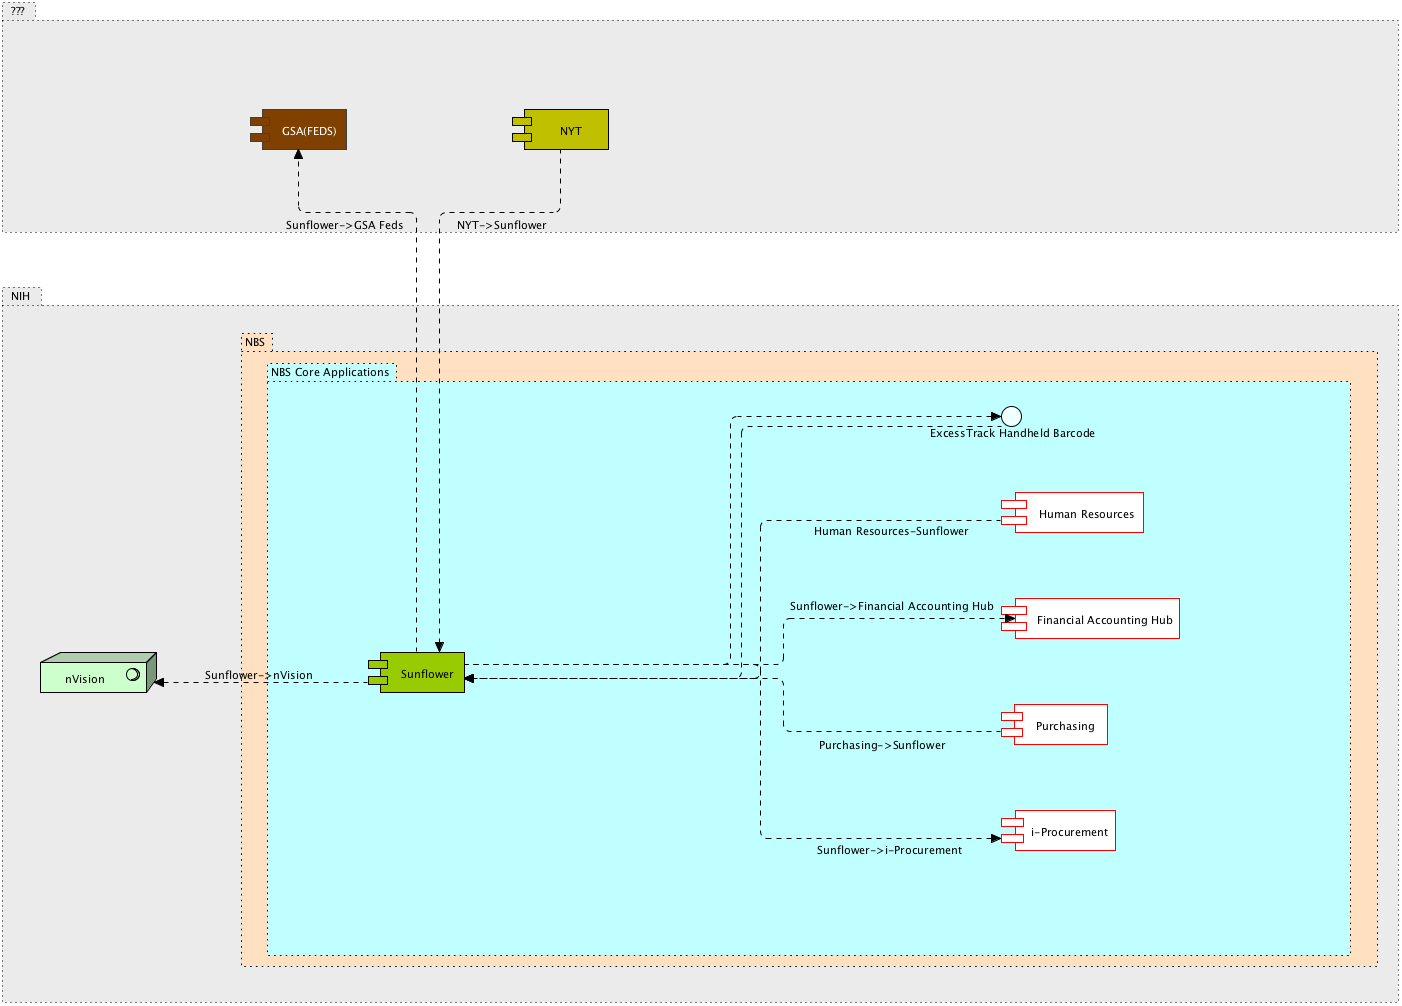 ???
GSA(FEDS)
NYT
Sunflower->GSA Feds
NYT->Sunflower
NIH
NBS
NBS Core Applications
ExcessTrack Handheld Barcode
Human Resources
Human Resources-Sunflower
Sunflower->Financial Accounting Hub
Financial Accounting Hub
Sunflower
Sunflower->nVision
nVision
Purchasing
Purchasing->Sunflower
i-Procurement
Sunflower->i-Procurement